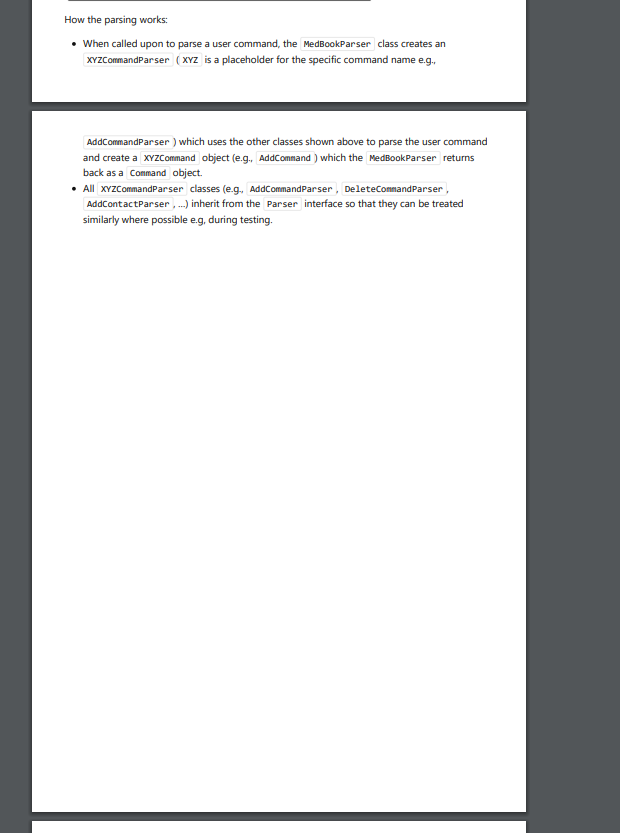 How the parsing works:
• When called upon to parse a user command, the MedBookParser class creates an
XYZCommandParser ( XYZ is a placeholder for the specific command name e.g.,
AddCommandParser ) which uses the other classes shown above to parse the user command
and create a XYZCommand object (e.g., AddCommand ) which the MedBookParser returns
back as a Command object.
• All XYZCommandParser classes (e.g., AddCommandParser , DeleteCommandParser ,
AddContactParser , ...) inherit from the Parser interface so that they can be treated
similarly where possible e.g, during testing.